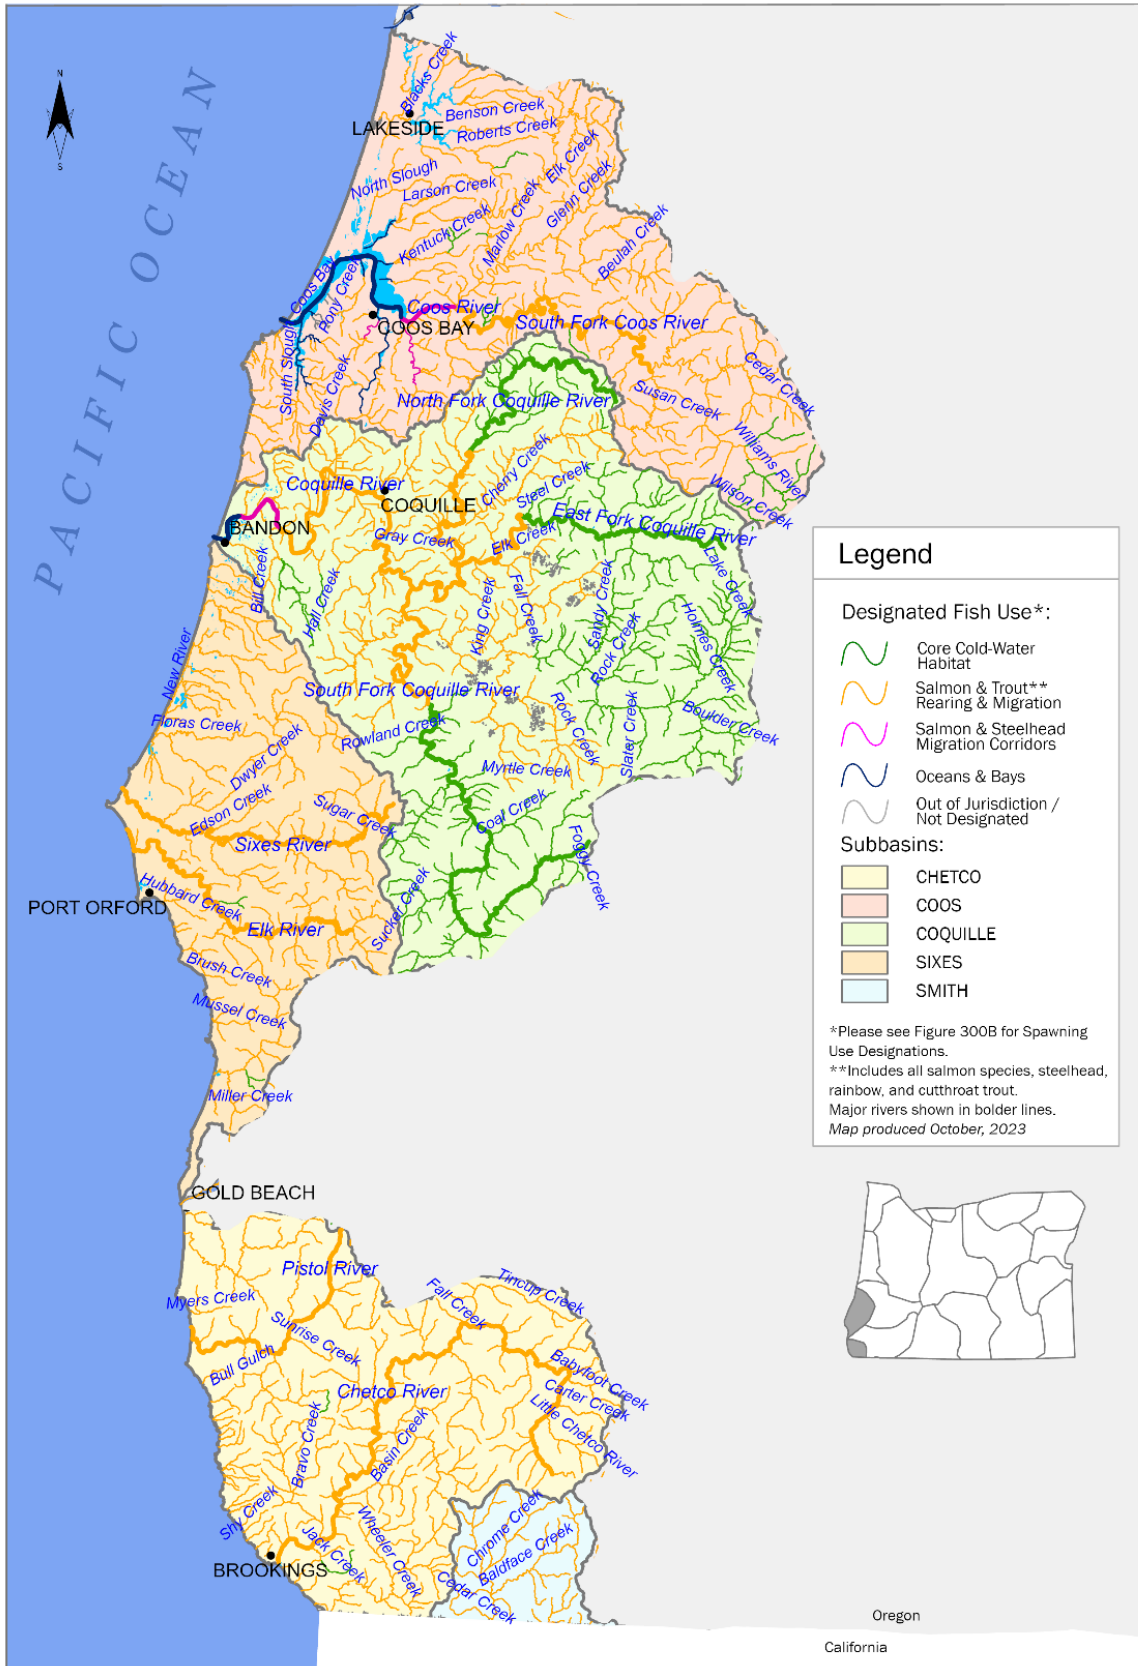 N
S
PACIFIC OCEAN
Blacks Creek
Benson Creek
LAKESIDE
Roberts Creek
Elk Creek
North Slough
Larson Creek
Glenn Creek
Marlow Creek
Kentuck Creek
Beulah Creek
Coos Bay
Pony Creek
Coos River
COOS BAY
South Fork Coos River
South Slough
Davis Creek
Cedar Creek
Susan Creek
North Fork Coquille River
Williams River
Cherry Creek
Wilson Creek
Steel Creek
Coquille River
COQUILLE
East Fork Coquille River
BANDON
Gray Creek
Elk Creek
Lake Creek
Bill Creek
Hall Creek
Fall Creek
Sandy Creek
King Creek
Rock Creek
Holmes Creek
New River
South Fork Coquille River
Rock Creek
Boulder Creek
Floras Creek
Rowland Creek
Slater Creek
Dwyer Creek
Myrtle Creek
Edson Creek
Sugar Creek
Coal Creek
Sixes River
Foggy Creek
Hubbard Creek
PORT ORFORD
Elk River
Sucker Creek
Brush Creek
Mussel Creek
Miller Creek
GOLD BEACH
Pistol River
Myers Creek
Fall Creek
Tincup Creek
Sunrise Creek
Bull Gulch
Babyfoot Creek
Chetco River
Carter Creek
Little Chetco River
Bravo Creek
Basin Creek
Shy Creek
Jack Creek
Wheeler Creek
Chrome Creek
Baldface Creek
BROOKINGS
Cedar Creek
Oregon
California
Legend
Designated Fish Use*:
Core Cold-Water
Habitat
Salmon & Trout**
Rearing & Migration
Salmon & Steelhead
Migration Corridors
Oceans & Bays
Out of Jurisdiction /
Not Designated
Subbasins:
CHETCO
COOS
COQUILLE
SIXES
SMITH
*Please see Figure 300B for Spawning
Use Designations.
**Includes all salmon species, steelhead,
rainbow, and cutthroat trout.
Major rivers shown in bolder lines.
Map produced October, 2023